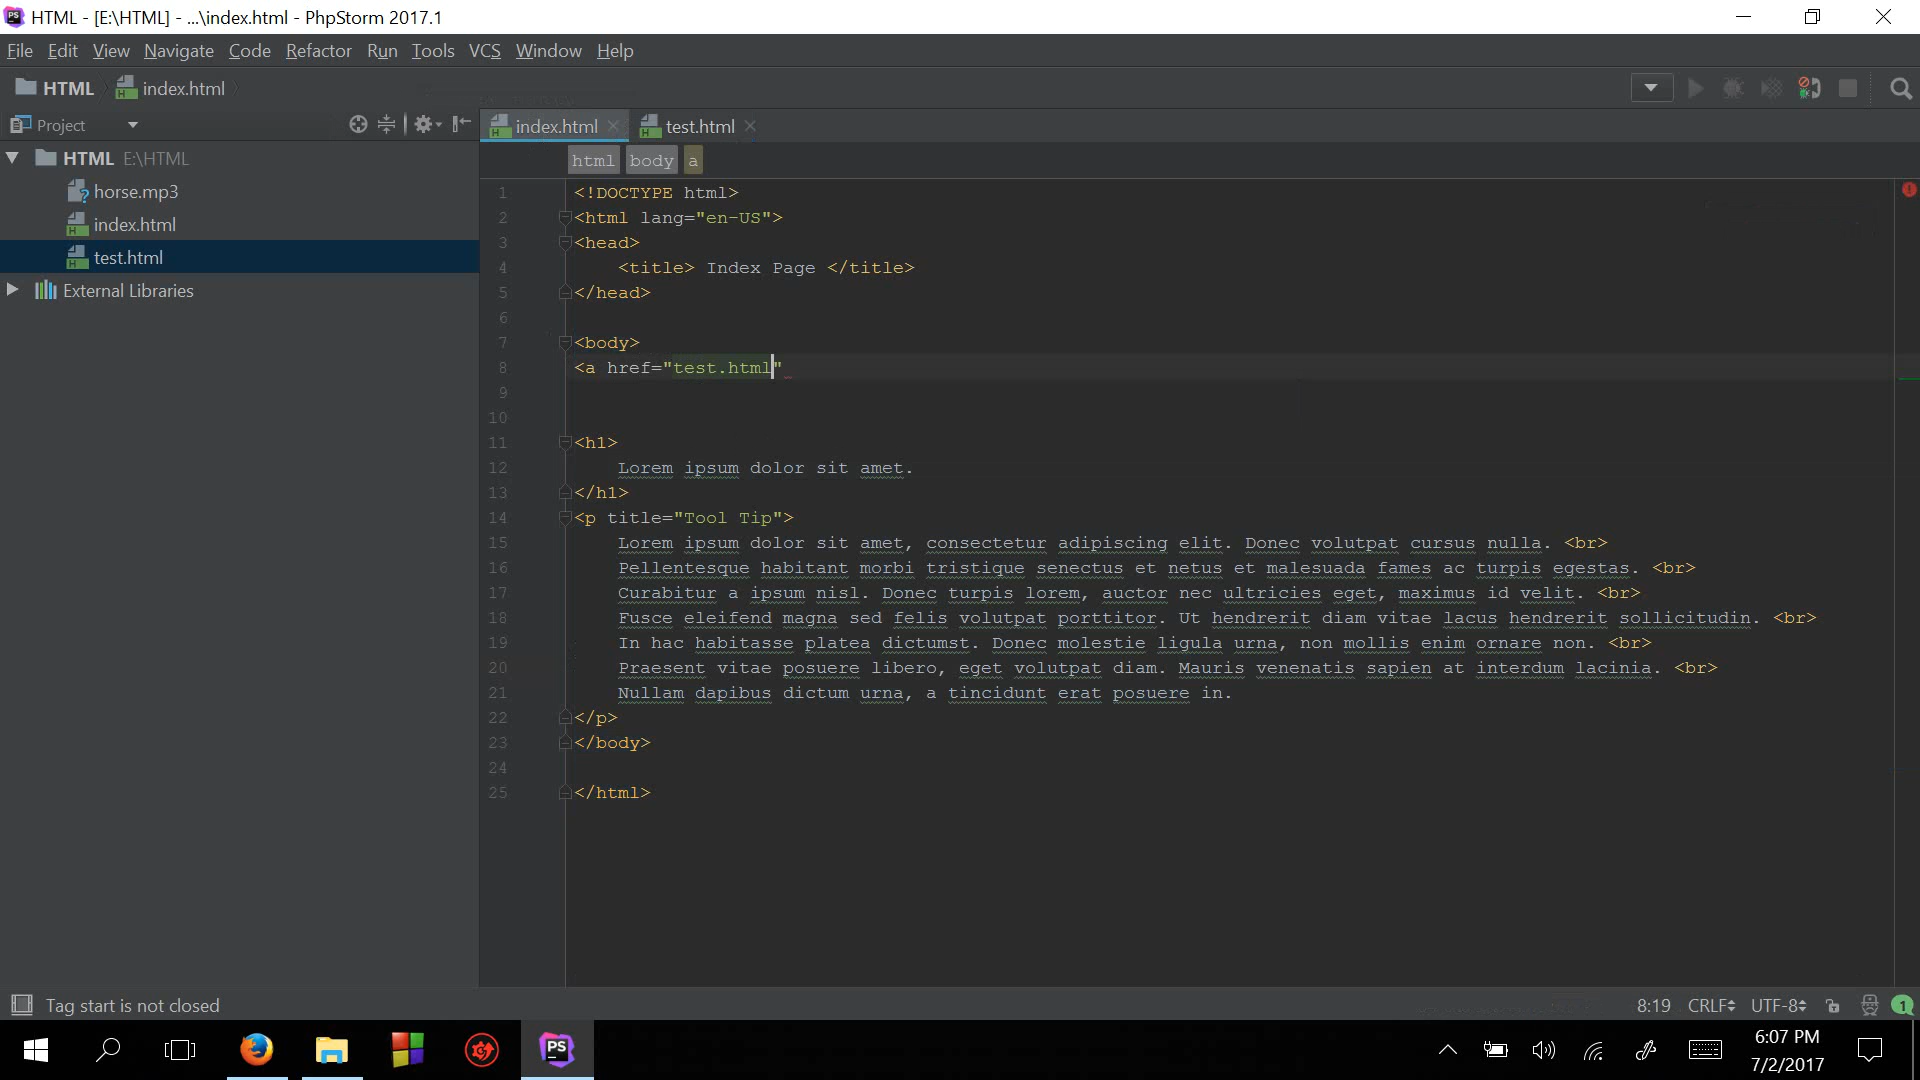 HTML - [E:\HTML] - ...\index.html - PhpStorm 2017.1
File Edit View Navigate Code Refactor Run Tools VCS Window Help
HTML index.html
Project
index.html test.html
HTML E:\HTML
html body a
horse.mp3
index.html
test.html
External Libraries
1 <!DOCTYPE html>
2 <html lang="en-US">
3 <head>
4 <title> Index Page </title>
5 </head>
6
7 <body>
8 <a href="test.html"
9
10
11 <h1>
12 Lorem ipsum dolor sit amet.
13 </h1>
14 <p title="Tool Tip">
15 Lorem ipsum dolor sit amet, consectetur adipiscing elit. Donec volutpat cursus nulla. <br>
16 Pellentesque habitant morbi tristique senectus et netus et malesuada fames ac turpis egestas. <br>
17 Curabitur a ipsum nisl. Donec turpis lorem, auctor nec ultricies eget, maximus id velit. <br>
18 Fusce eleifend magna sed felis volutpat porttitor. Ut hendrerit diam vitae lacus hendrerit sollicitudin. <br>
19 In hac habitasse platea dictumst. Donec molestie ligula urna, non mollis enim ornare non. <br>
20 Praesent vitae posuere libero, eget volutpat diam. Mauris venenatis sapien at interdum lacinia. <br>
21 Nullam dapibus dictum urna, a tincidunt erat posuere in.
22 </p>
23 </body>
24
25 </html>
Tag start is not closed
8:19 CRLF UTF-8 1
PS
6:07 PM
7/2/2017